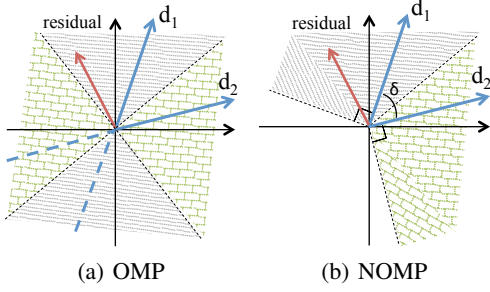 residual
d1
d2
residual
d1
d2
δ
(a) OMP
(b) NOMP